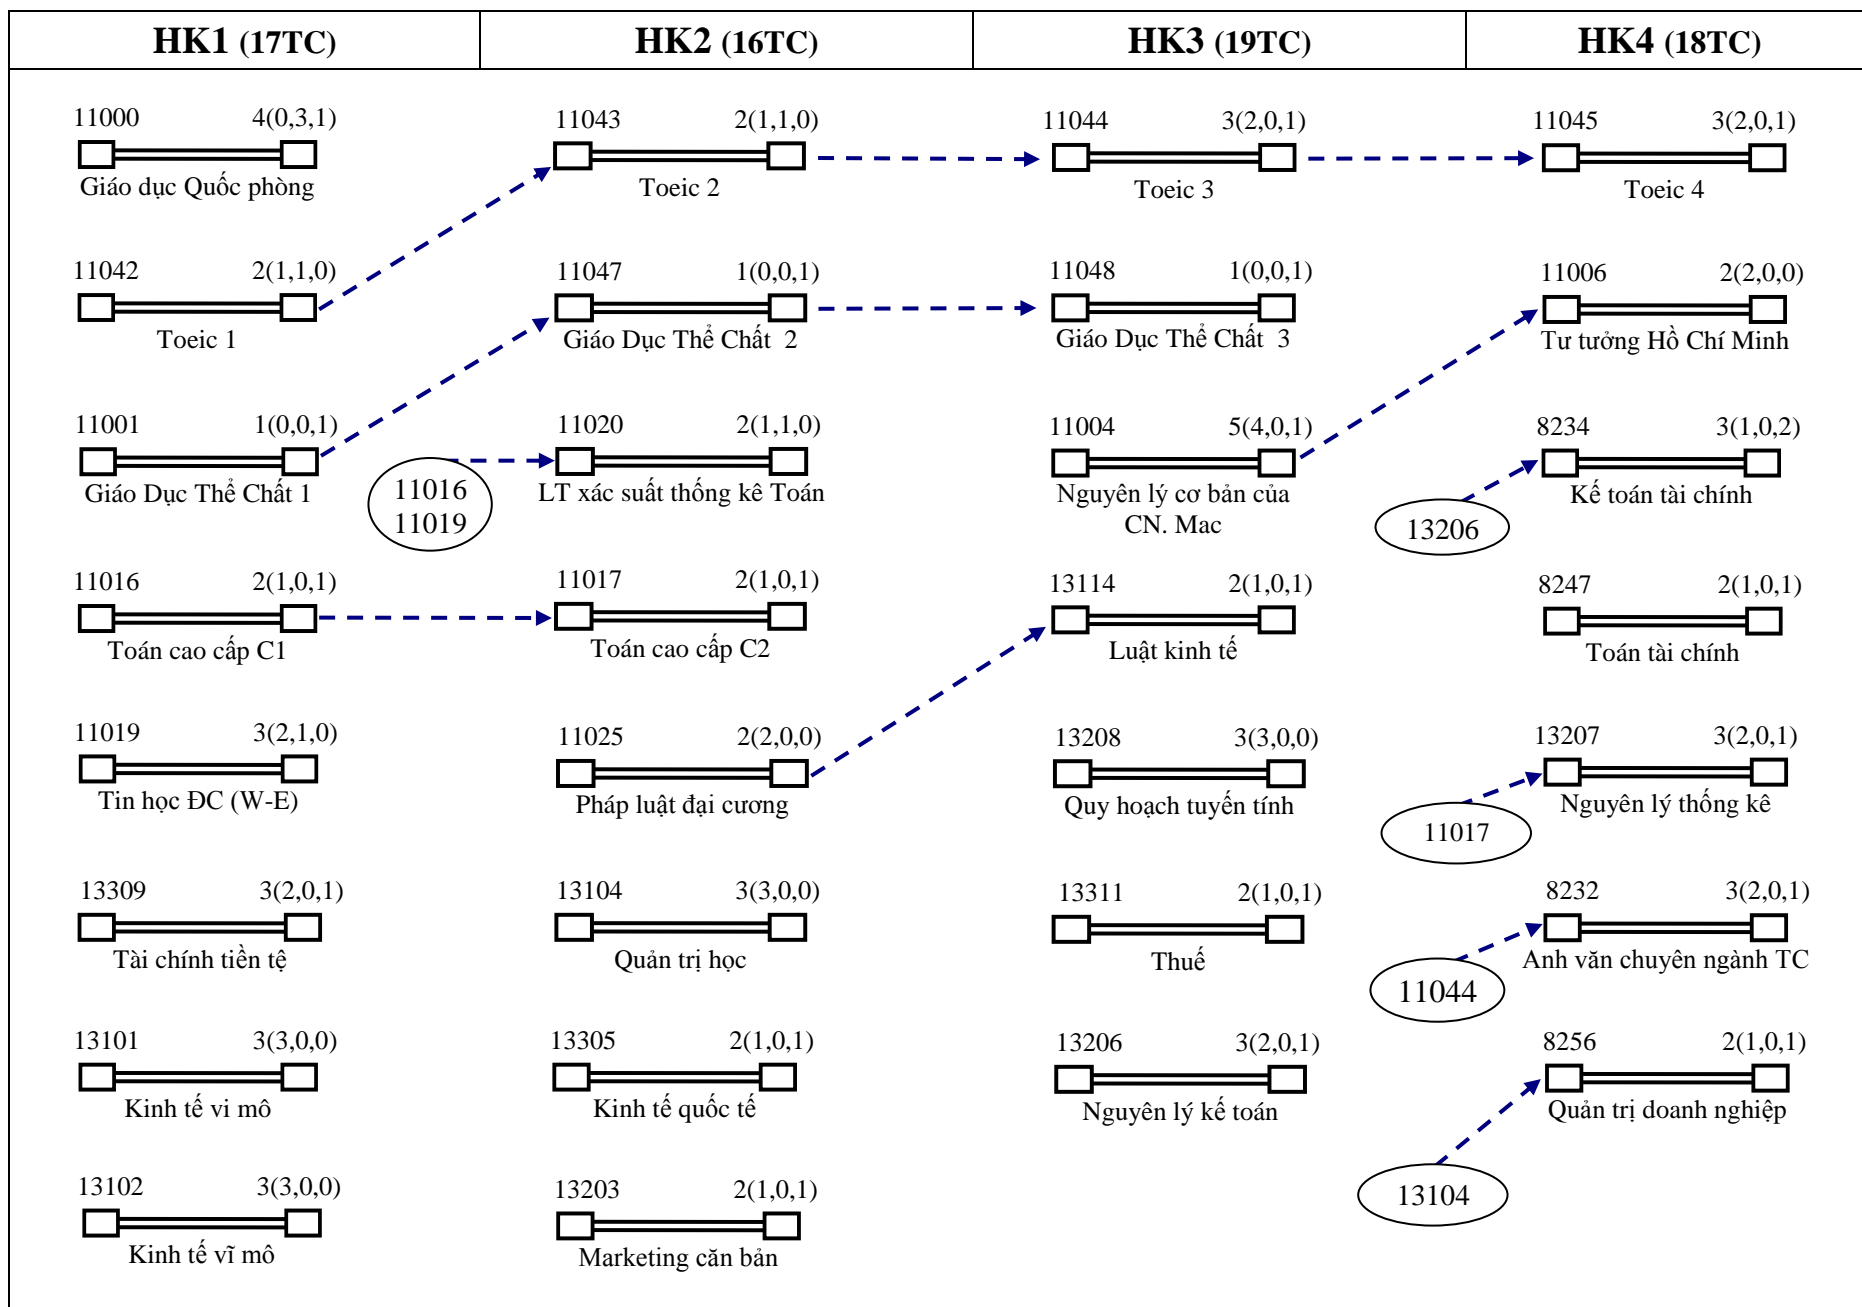 HK1 (17TC)
HK2 (16TC)
HK3 (19TC)
HK4 (18TC)
11000 4(0,3,1)
Giáo dục Quốc phòng
11043 2(1,1,0)
Toeic 2
11044 3(2,0,1)
Toeic 3
11045 3(2,0,1)
Toeic 4
11042 2(1,1,0)
Toeic 1
11047 1(0,0,1)
Giáo Dục Thể Chất 2
11048 1(0,0,1)
Giáo Dục Thể Chất 3
11006 2(2,0,0)
Tư tưởng Hồ Chí Minh
11001 1(0,0,1)
Giáo Dục Thể Chất 1
11016
11019
11020 2(1,1,0)
LT xác suất thống kê Toán
11004 5(4,0,1)
Nguyên lý cơ bản của
CN. Mac
8234 3(1,0,2)
Kế toán tài chính
13206
11016 2(1,0,1)
Toán cao cấp C1
11017 2(1,0,1)
Toán cao cấp C2
13114 2(1,0,1)
Luật kinh tế
8247 2(1,0,1)
Toán tài chính
11019 3(2,1,0)
Tin học ĐC (W-E)
11025 2(2,0,0)
Pháp luật đại cương
13208 3(3,0,0)
Quy hoạch tuyến tính
13207 3(2,0,1)
Nguyên lý thống kê
11017
13309 3(2,0,1)
Tài chính tiền tệ
13104 3(3,0,0)
Quản trị học
13311 2(1,0,1)
Thuế
8232 3(2,0,1)
Anh văn chuyên ngành TC
11044
13101 3(3,0,0)
Kinh tế vi mô
13305 2(1,0,1)
Kinh tế quốc tế
13206 3(2,0,1)
Nguyên lý kế toán
8256 2(1,0,1)
Quản trị doanh nghiệp
13104
13102 3(3,0,0)
Kinh tế vĩ mô
13203 2(1,0,1)
Marketing căn bản